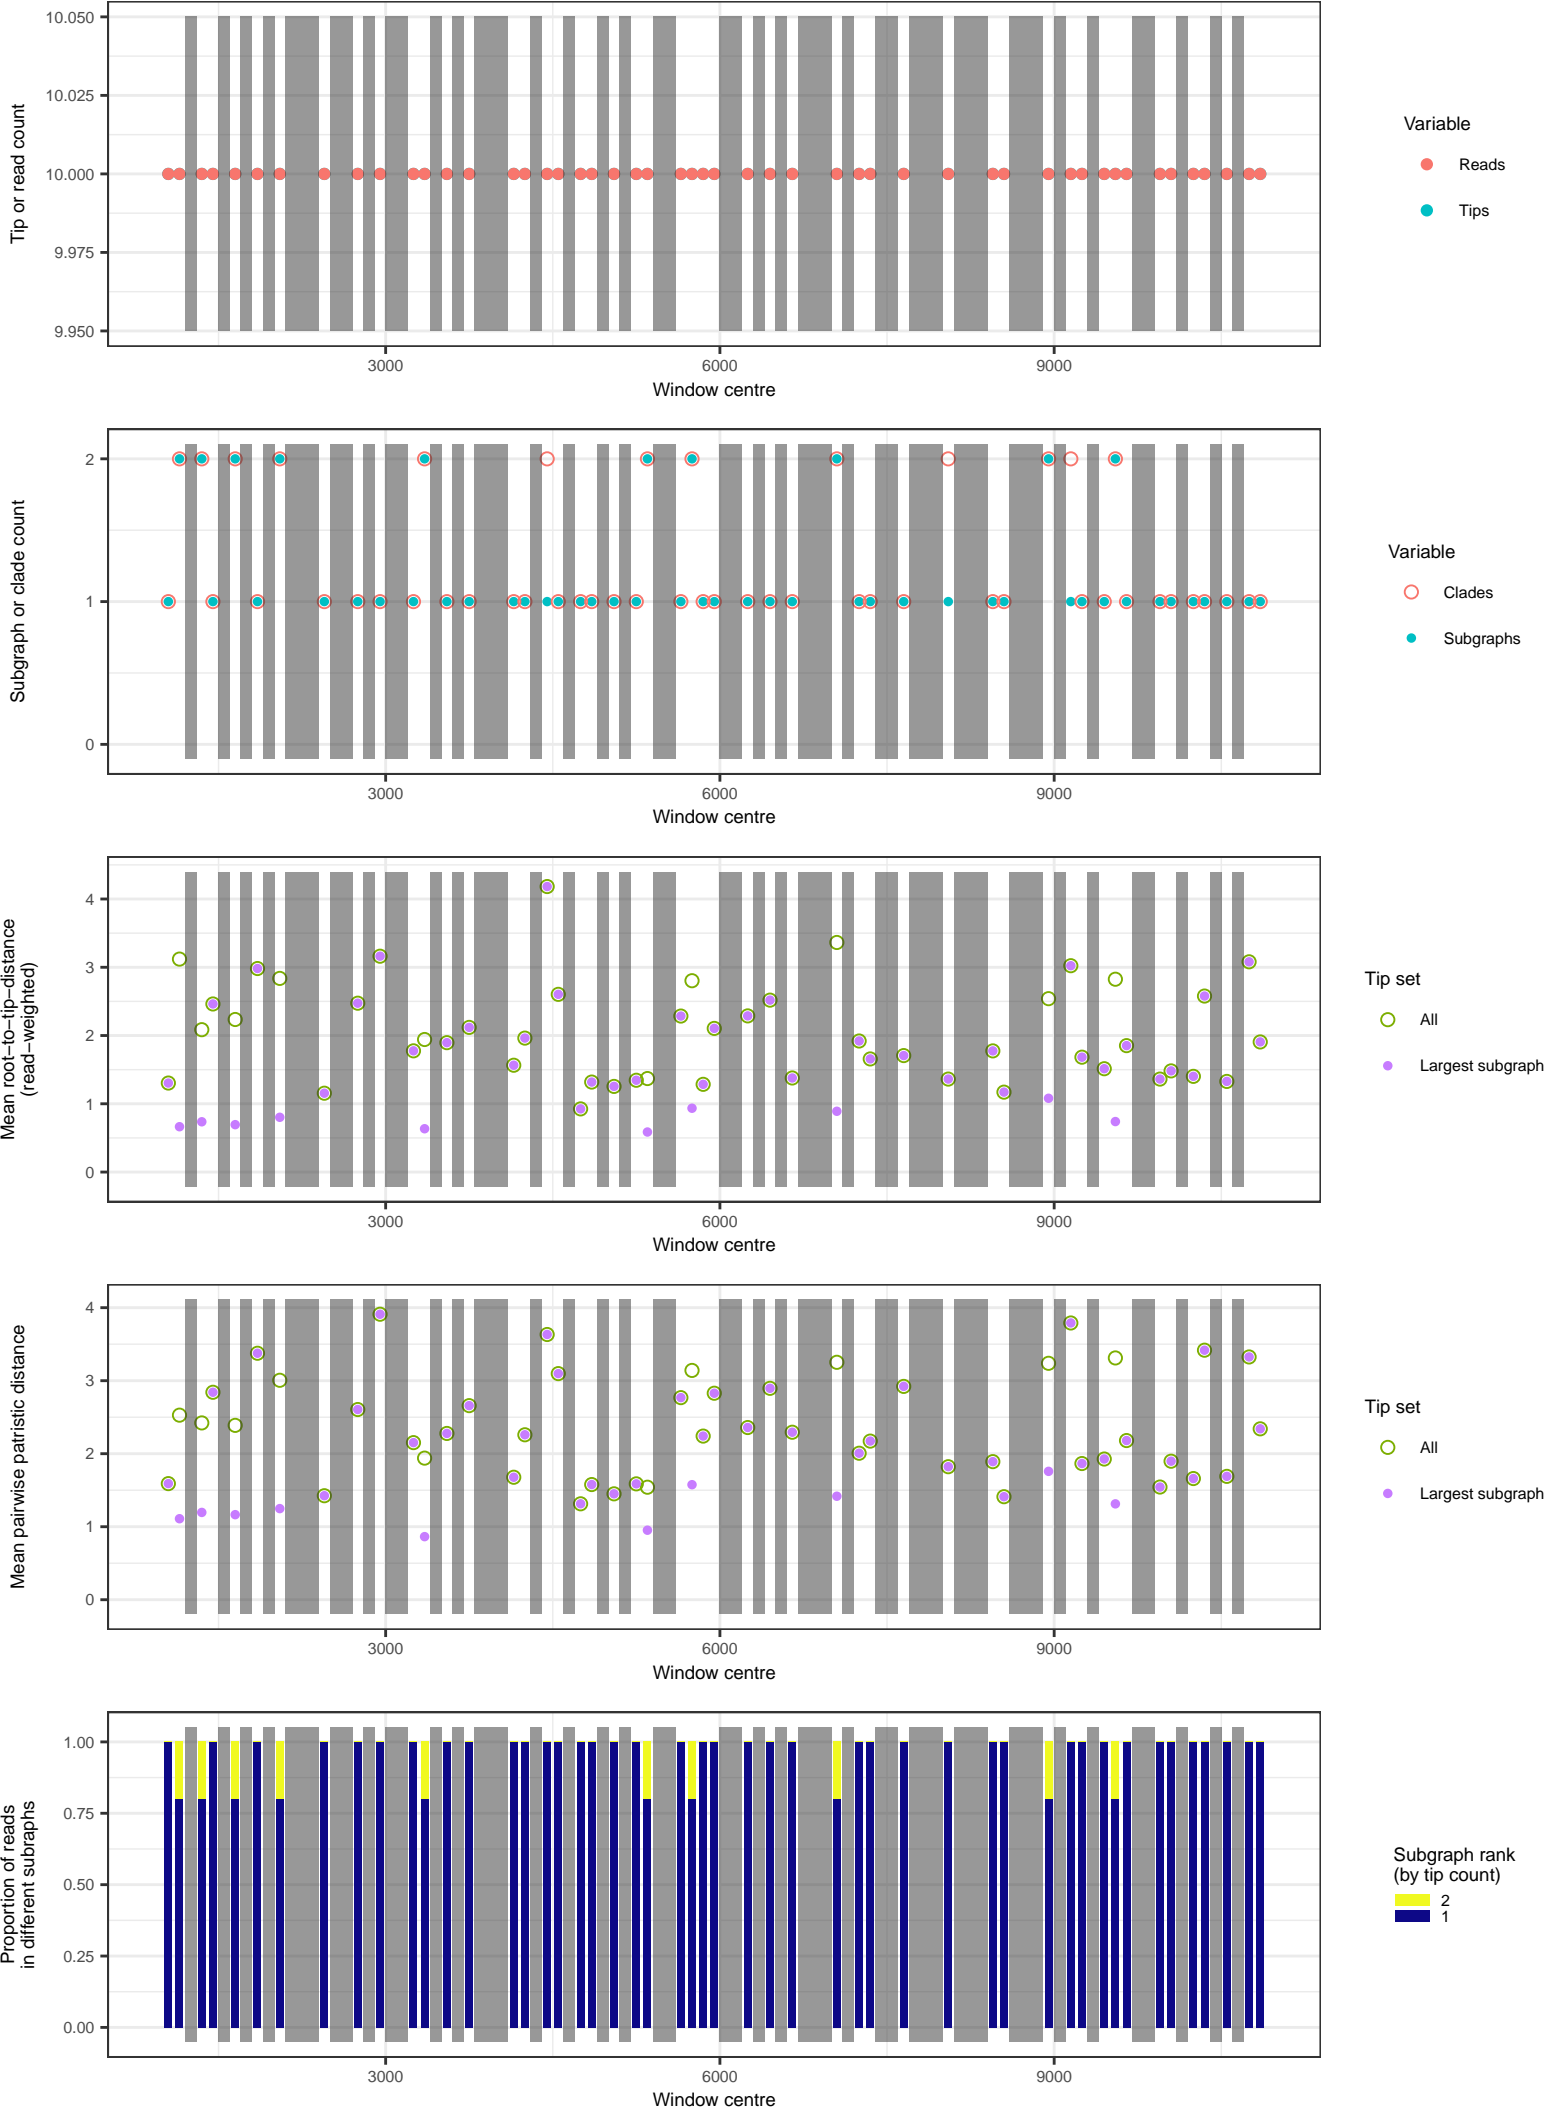 10.050
10.025
10.000
9.975
9.950
Tip or read count
3000
6000
9000
Window centre
Variable
Reads
Tips
2
1
0
Subgraph or clade count
3000
6000
9000
Window centre
Variable
Clades
Subgraphs
4
3
2
1
0
Mean root−to−tip−distance
(read−weighted)
3000
6000
9000
Window centre
Tip set
All
Largest subgraph
4
3
2
1
0
Mean pairwise patristic distance
3000
6000
9000
Window centre
Tip set
All
Largest subgraph
1.00
0.75
0.50
0.25
0.00
Proportion of reads
in different subraphs
3000
6000
9000
Window centre
Subgraph rank
(by tip count)
2
1